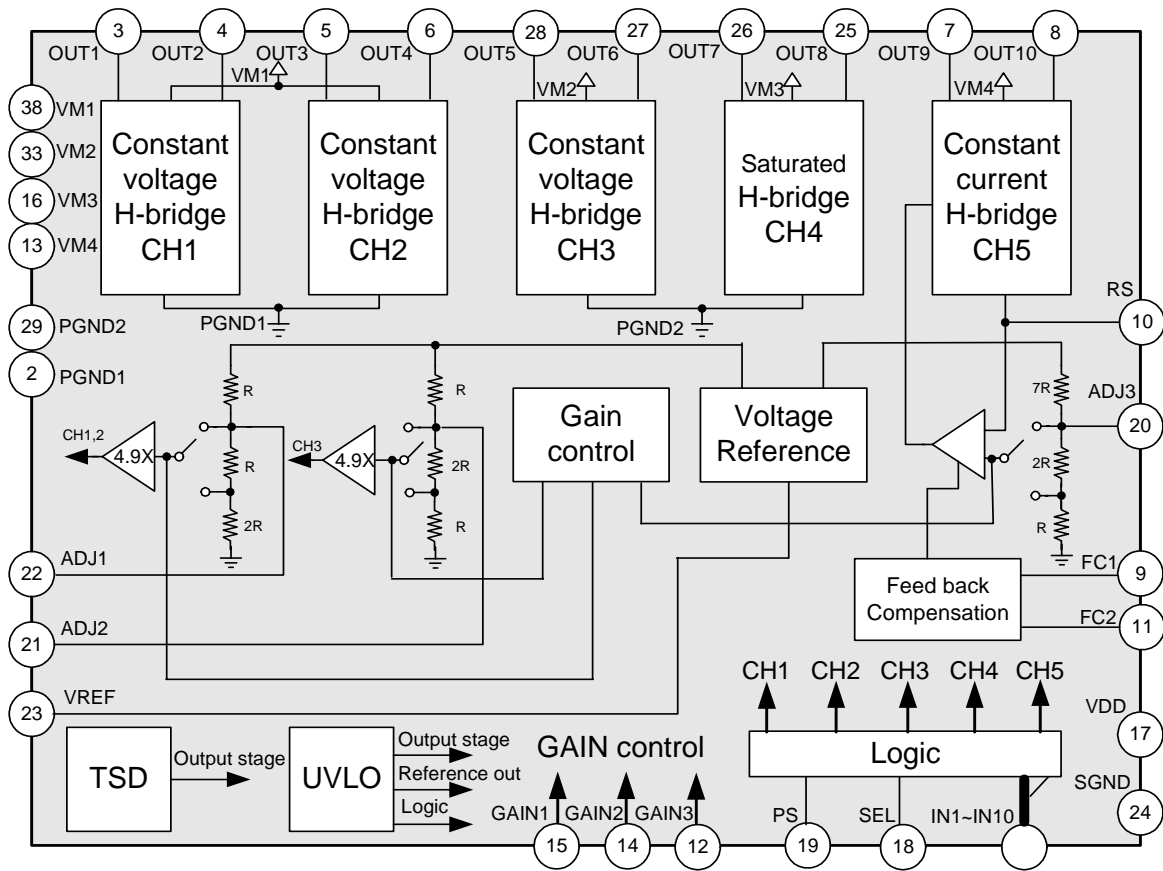 3 4 5 6 28 27 26 25 7 8
OUT1 OUT2 OUT3 OUT4 OUT5 OUT6 OUT7 OUT8 OUT9 OUT10
VM1 VM2 VM3 VM4
38 VM1
33 VM2
16 VM3
13 VM4
29 PGND2
2 PGND1
Constant
voltage
H-bridge
CH1
Constant
voltage
H-bridge
CH2
Constant
voltage
H-bridge
CH3
Saturated
H-bridge
CH4
Constant
current
H-bridge
CH5
PGND1
PGND2
RS
10
CH1,2
4.9X
R
R
2R
CH3
4.9X
R
2R
R
Gain
control
Voltage
Reference
7R
2R
R
ADJ3
20
22 ADJ1
21 ADJ2
23 VREF
Feed back
Compensation
FC1
9
FC2
11
TSD
Output stage
UVLO
Output stage
Reference out
Logic
GAIN control
GAIN1 GAIN2 GAIN3
15 14 12
CH1 CH2 CH3 CH4 CH5
Logic
PS SEL IN1~IN10
19 18
VDD
17
SGND
24